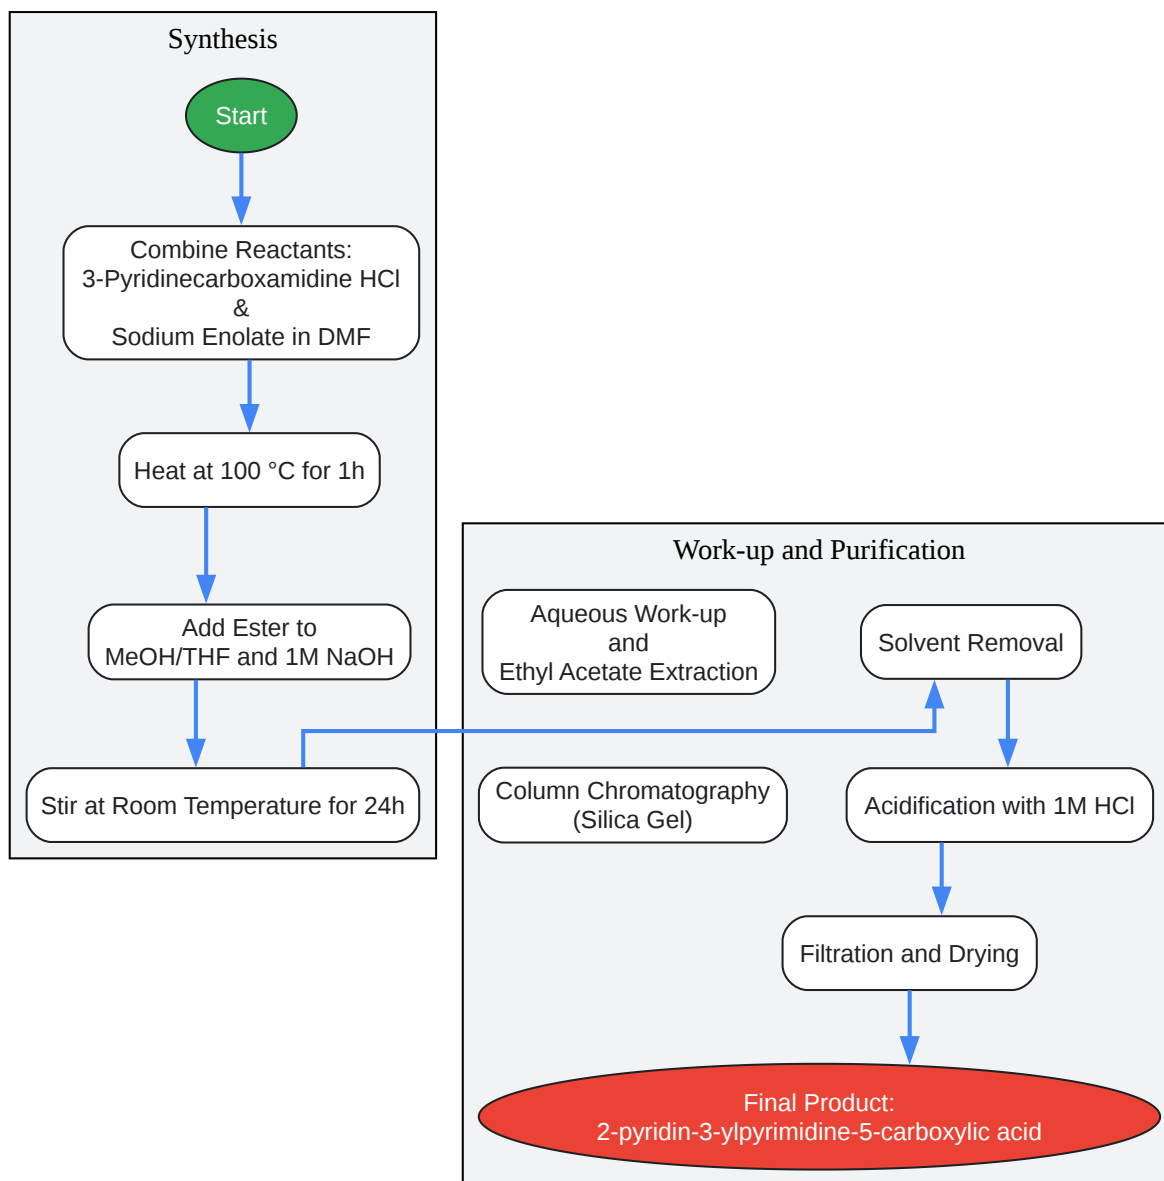 Synthesis
Start
Combine Reactants:
3-Pyridinecarboxamidine HCl
&
Sodium Enolate in DMF
Heat at 100 °C for 1h
Add Ester to
MeOH/THF and 1M NaOH
Stir at Room Temperature for 24h
Work-up and Purification
Aqueous Work-up
and
Ethyl Acetate Extraction
Solvent Removal
Column Chromatography
(Silica Gel)
Acidification with 1M HCl
Filtration and Drying
Final Product:
2-pyridin-3-ylpyrimidine-5-carboxylic acid